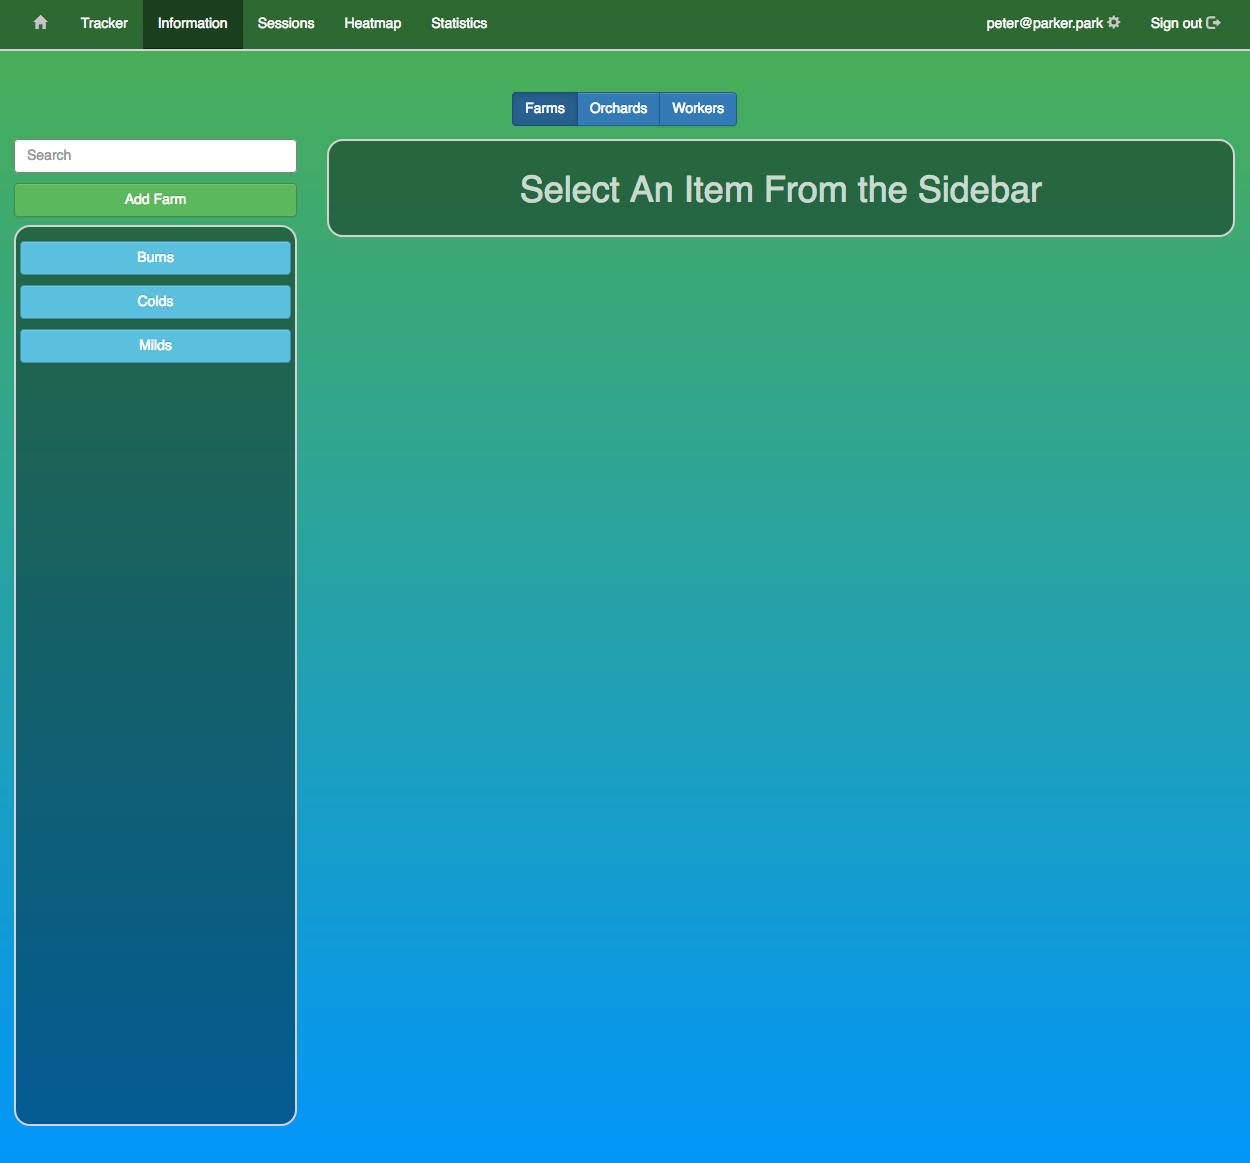 Tracker Information Sessions Heatmap Statistics peter@parker.park Sign out
Farms Orchards Workers
Search
Add Farm
Burns
Colds
Milds
Select An Item From the Sidebar